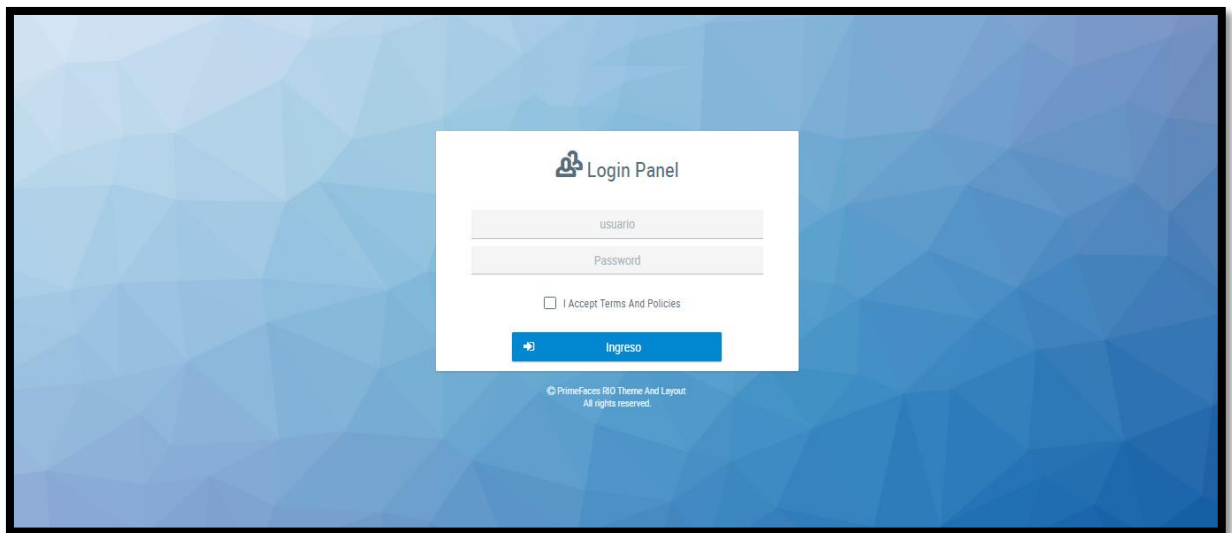 Login Panel
usuario
Password
I Accept Terms And Policies
Ingreso
© PrimeFaces RIO Theme And Layout
All rights reserved.